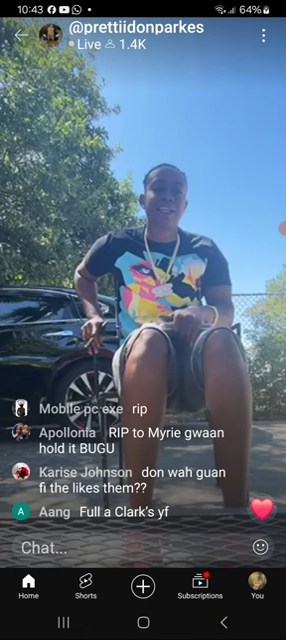 10:43
64%
@prettiidonparkes
Live 1.4K
Mobile pc exe rip
Apollonia RIP to Myrie gwaan
hold it BUGU
Karise Johnson don wah guan
fi the likes them??
A Aang Full a Clark's yf
Chat...
Home Shorts Subscriptions You